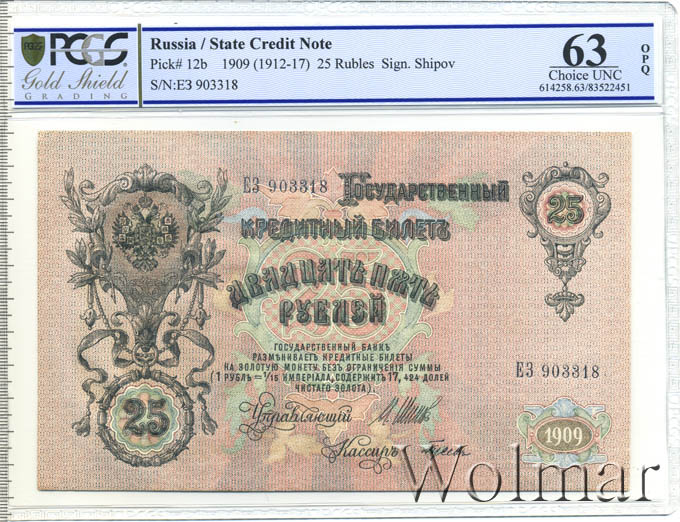 PCGS
Gold Shield
GRADING
Russia / State Credit Note
Pick# 12b 1909 (1912-17) 25 Rubles Sign. Shipov
S/N:ЕЗ 903318
63
Choice UNC
614258.63/83522451
OPQ
ЕЗ 903318
Государственный
25
кредитный билетъ
двадцать пять
рублей
ГОСУДАРСТВЕННЫЙ БАНКЪ
РАЗМѢНИВАЕТЪ КРЕДИТНЫЕ БИЛЕТЫ
НА ЗОЛОТУЮ МОНЕТУ БЕЗЪ ОГРАНИЧЕНІЯ СУММЫ
(1 РУБЛЬ = 1/15 ИМПЕРІАЛА, СОДЕРЖИТЪ 17,424 ДОЛЕЙ
ЧИСТАГО ЗОЛОТА).
ЕЗ 903318
25
Управляющій
Кассиръ
1909
Wolmar